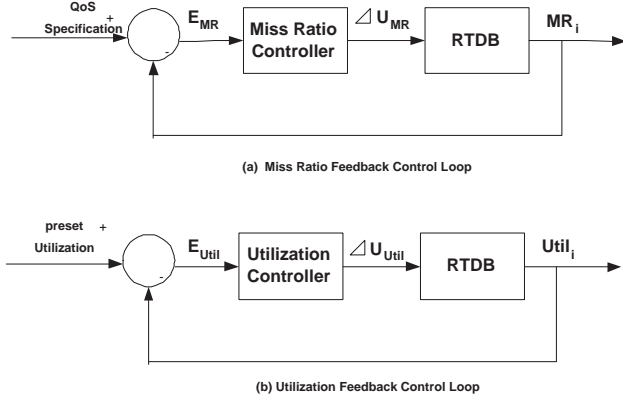 QoS
Specification
+
-
E_MR
Miss Ratio
Controller
⊿ U_MR
RTDB
MR_i
(a) Miss Ratio Feedback Control Loop
preset
+
Utilization
-
E_Util
Utilization
Controller
⊿ U_Util
RTDB
Util_i
(b) Utilization Feedback Control Loop